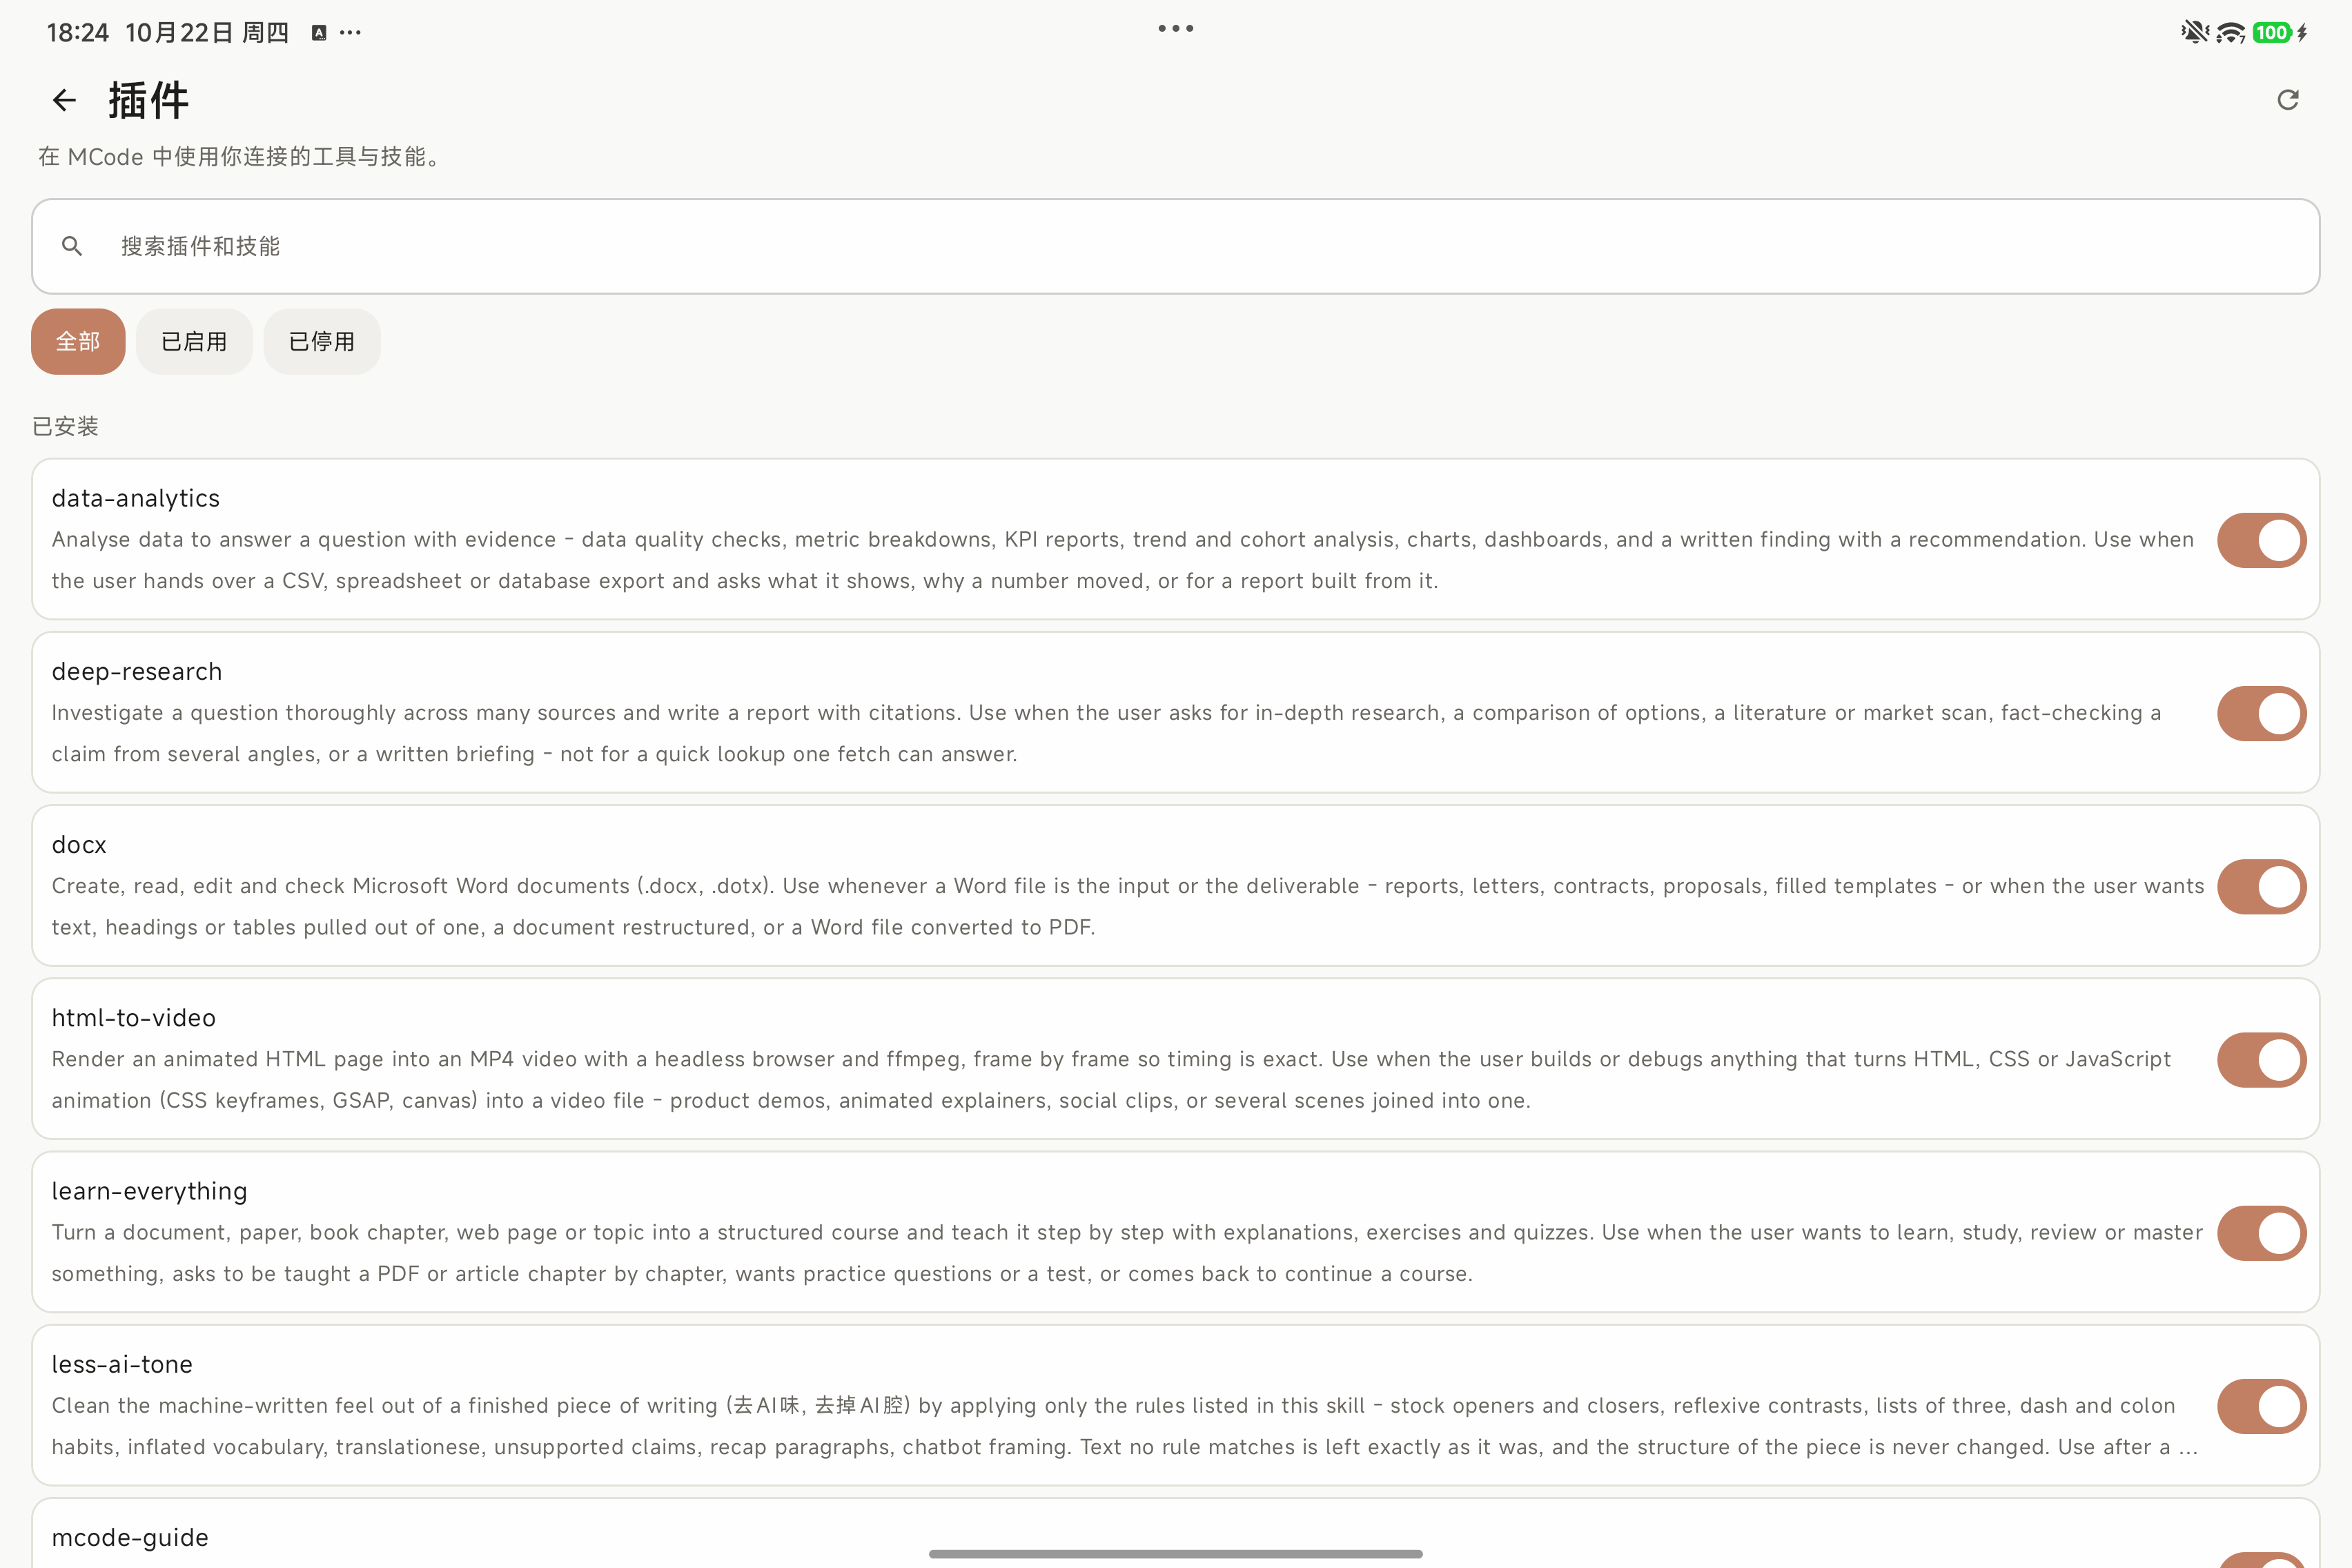 18:24 10月22日 周四
100
插件
在 MCode 中使用你连接的工具与技能。
搜索插件和技能
全部 已启用 已停用
已安装
data-analytics
Analyse data to answer a question with evidence - data quality checks, metric breakdowns, KPI reports, trend and cohort analysis, charts, dashboards, and a written finding with a recommendation. Use when
the user hands over a CSV, spreadsheet or database export and asks what it shows, why a number moved, or for a report built from it.
deep-research
Investigate a question thoroughly across many sources and write a report with citations. Use when the user asks for in-depth research, a comparison of options, a literature or market scan, fact-checking a
claim from several angles, or a written briefing - not for a quick lookup one fetch can answer.
docx
Create, read, edit and check Microsoft Word documents (.docx, .dotx). Use whenever a Word file is the input or the deliverable - reports, letters, contracts, proposals, filled templates - or when the user wants
text, headings or tables pulled out of one, a document restructured, or a Word file converted to PDF.
html-to-video
Render an animated HTML page into an MP4 video with a headless browser and ffmpeg, frame by frame so timing is exact. Use when the user builds or debugs anything that turns HTML, CSS or JavaScript
animation (CSS keyframes, GSAP, canvas) into a video file - product demos, animated explainers, social clips, or several scenes joined into one.
learn-everything
Turn a document, paper, book chapter, web page or topic into a structured course and teach it step by step with explanations, exercises and quizzes. Use when the user wants to learn, study, review or master
something, asks to be taught a PDF or article chapter by chapter, wants practice questions or a test, or comes back to continue a course.
less-ai-tone
Clean the machine-written feel out of a finished piece of writing (去AI味, 去掉AI腔) by applying only the rules listed in this skill - stock openers and closers, reflexive contrasts, lists of three, dash and colon
habits, inflated vocabulary, translationese, unsupported claims, recap paragraphs, chatbot framing. Text no rule matches is left exactly as it was, and the structure of the piece is never changed. Use after a ...
mcode-guide